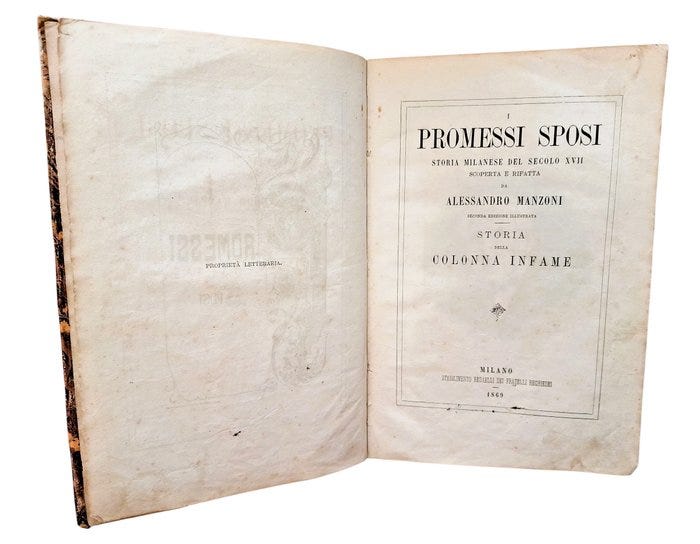 PROPRIETÀ LETTERARIA.
I
PROMESSI SPOSI
STORIA MILANESE DEL SECOLO XVII
SCOPERTA E RIFATTA
DA
ALESSANDRO MANZONI
SECONDA EDIZIONE ILLUSTRATA
STORIA
DELLA
COLONNA INFAME
MILANO
STABILIMENTO REDAELLI DEI FRATELLI RECHIEDEI
1869